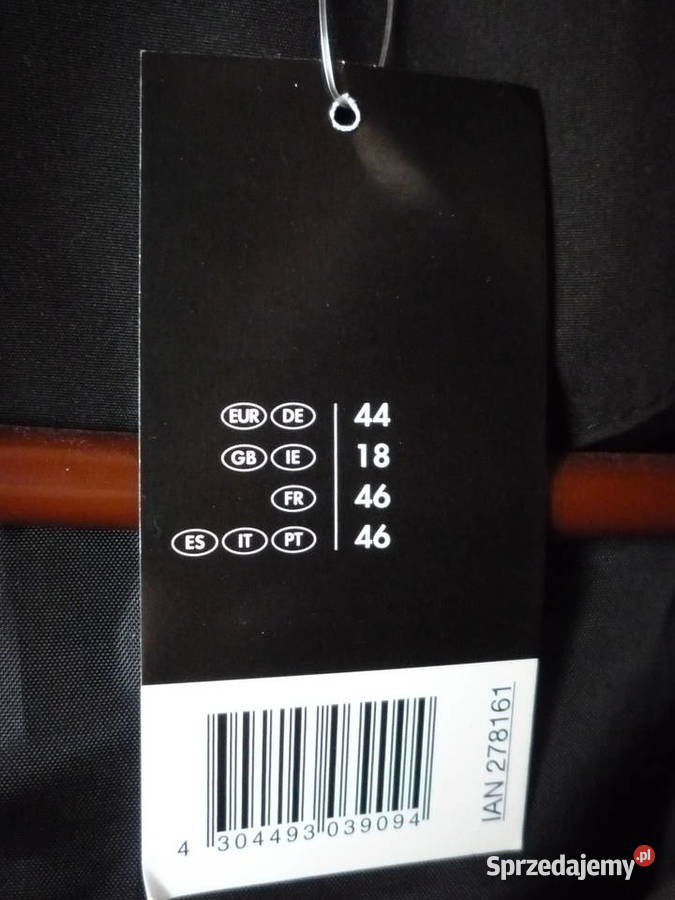 EUR DE 44
GB IE 18
FR 46
ES IT PT 46
IAN 278161
4 304493 039094
Sprzedajemy.pl